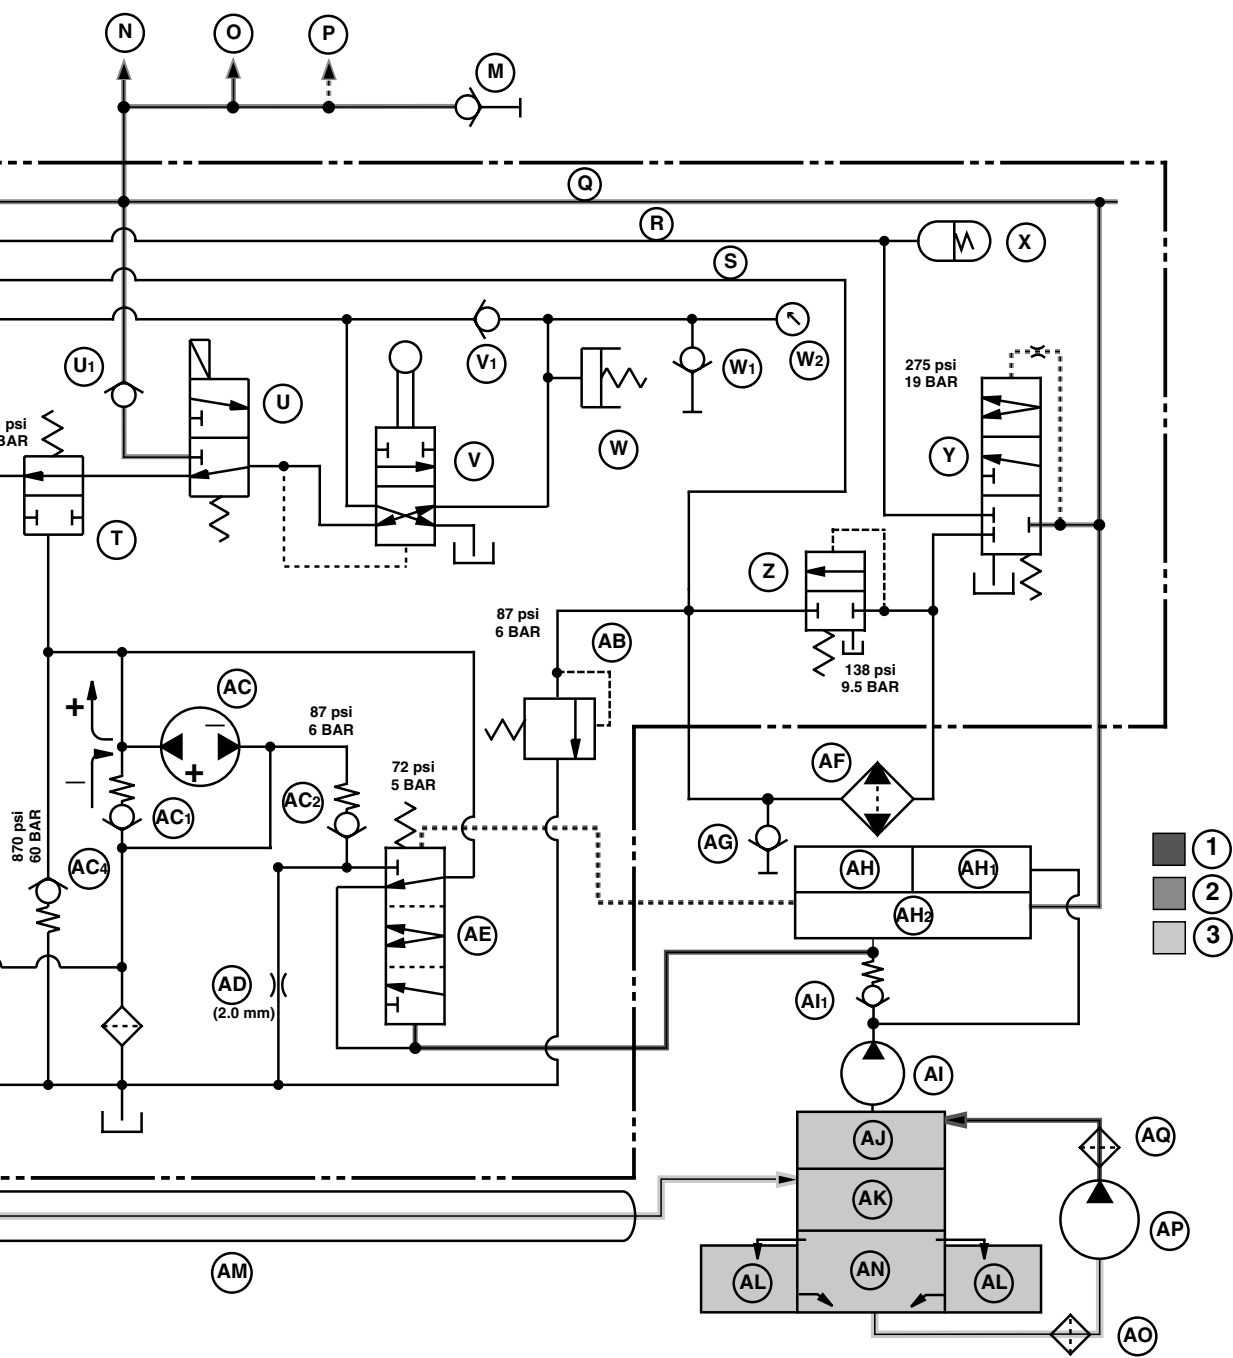 N
O
P
M
Q
R
S
X
U1
V1
W1
W2
275 psi
19 BAR
psi
BAR
U
V
W
Y
T
Z
87 psi
6 BAR
AB
138 psi
9.5 BAR
AC
+
−
−
+
87 psi
6 BAR
72 psi
5 BAR
AF
AC1
AC2
870 psi
60 BAR
AC4
AG
AH
AH1
AH2
1
2
3
AE
AD
(2.0 mm)
AI1
AI
AJ
AQ
AK
AP
AM
AL
AN
AL
AO